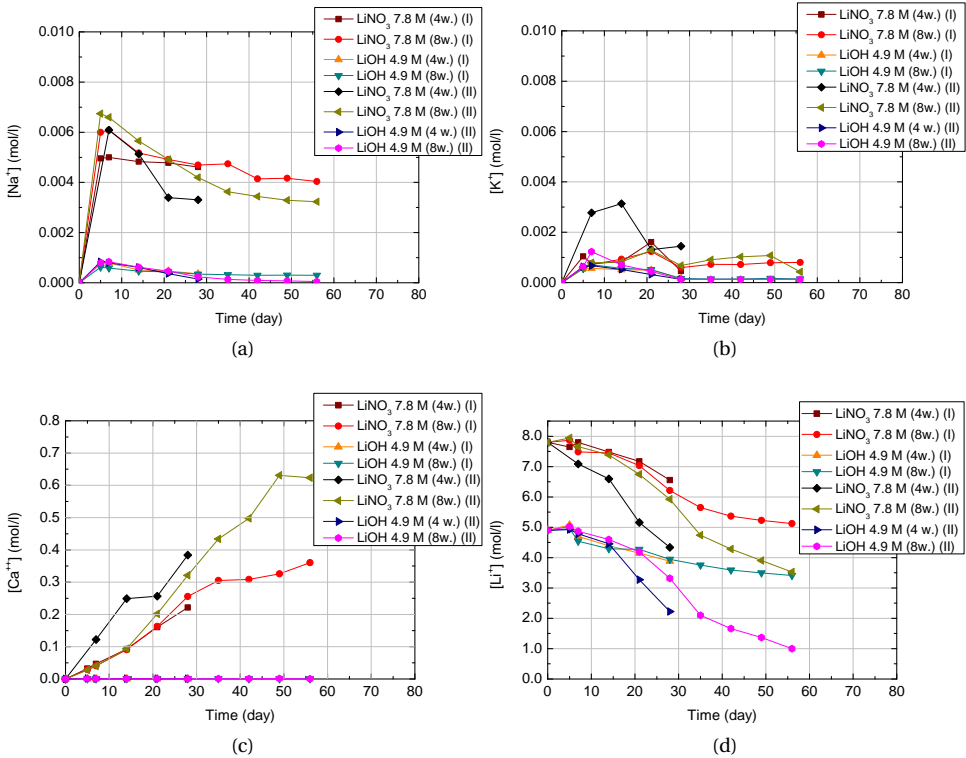 LiNO3 7.8 M (4w.) (I)
LiNO3 7.8 M (8w.) (I)
LiOH 4.9 M (4w.) (I)
LiOH 4.9 M (8w.) (I)
LiNO3 7.8 M (4w.) (II)
LiNO3 7.8 M (8w.) (II)
LiOH 4.9 M (4 w.) (II)
LiOH 4.9 M (8w.) (II)
0.010
0.008
0.006
0.004
0.002
0.000
[Na+] (mol/l)
0 10 20 30 40 50 60 70 80
Time (day)
(a)
LiNO3 7.8 M (4w.) (I)
LiNO3 7.8 M (8w.) (I)
LiOH 4.9 M (4w.) (I)
LiOH 4.9 M (8w.) (I)
LiNO3 7.8 M (4w.) (II)
LiNO3 7.8 M (8w.) (II)
LiOH 4.9 M (4 w.) (II)
LiOH 4.9 M (8w.) (II)
0.010
0.008
0.006
0.004
0.002
0.000
[K+] (mol/l)
0 10 20 30 40 50 60 70 80
Time (day)
(b)
LiNO3 7.8 M (4w.) (I)
LiNO3 7.8 M (8w.) (I)
LiOH 4.9 M (4w.) (I)
LiOH 4.9 M (8w.) (I)
LiNO3 7.8 M (4w.) (II)
LiNO3 7.8 M (8w.) (II)
LiOH 4.9 M (4 w.) (II)
LiOH 4.9 M (8w.) (II)
0.8
0.7
0.6
0.5
0.4
0.3
0.2
0.1
0.0
[Ca++] (mol/l)
0 10 20 30 40 50 60 70 80
Time (day)
(c)
LiNO3 7.8 M (4w.) (I)
LiNO3 7.8 M (8w.) (I)
LiOH 4.9 M (4w.) (I)
LiOH 4.9 M (8w.) (I)
LiNO3 7.8 M (4w.) (II)
LiNO3 7.8 M (8w.) (II)
LiOH 4.9 M (4 w.) (II)
LiOH 4.9 M (8w.) (II)
8.0
7.0
6.0
5.0
4.0
3.0
2.0
1.0
0.0
[Li+] (mol/l)
0 10 20 30 40 50 60 70 80
Time (day)
(d)